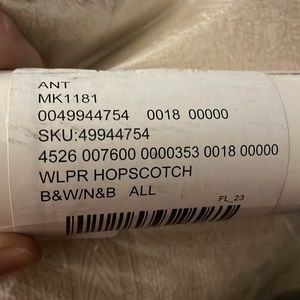 ANT
MK1181
0049944754 0018 00000
SKU:49944754
4526 007600 0000353 0018 00000
WLPR HOPSCOTCH
B&W/N&B ALL
FL_23